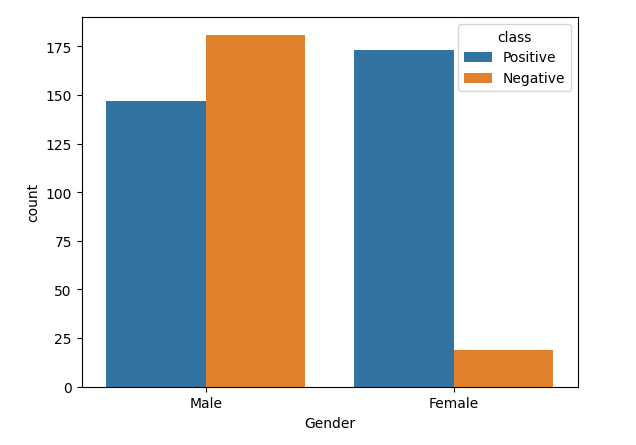 class
Positive
Negative
175
150
125
100
75
50
25
0
count
Male Female
Gender